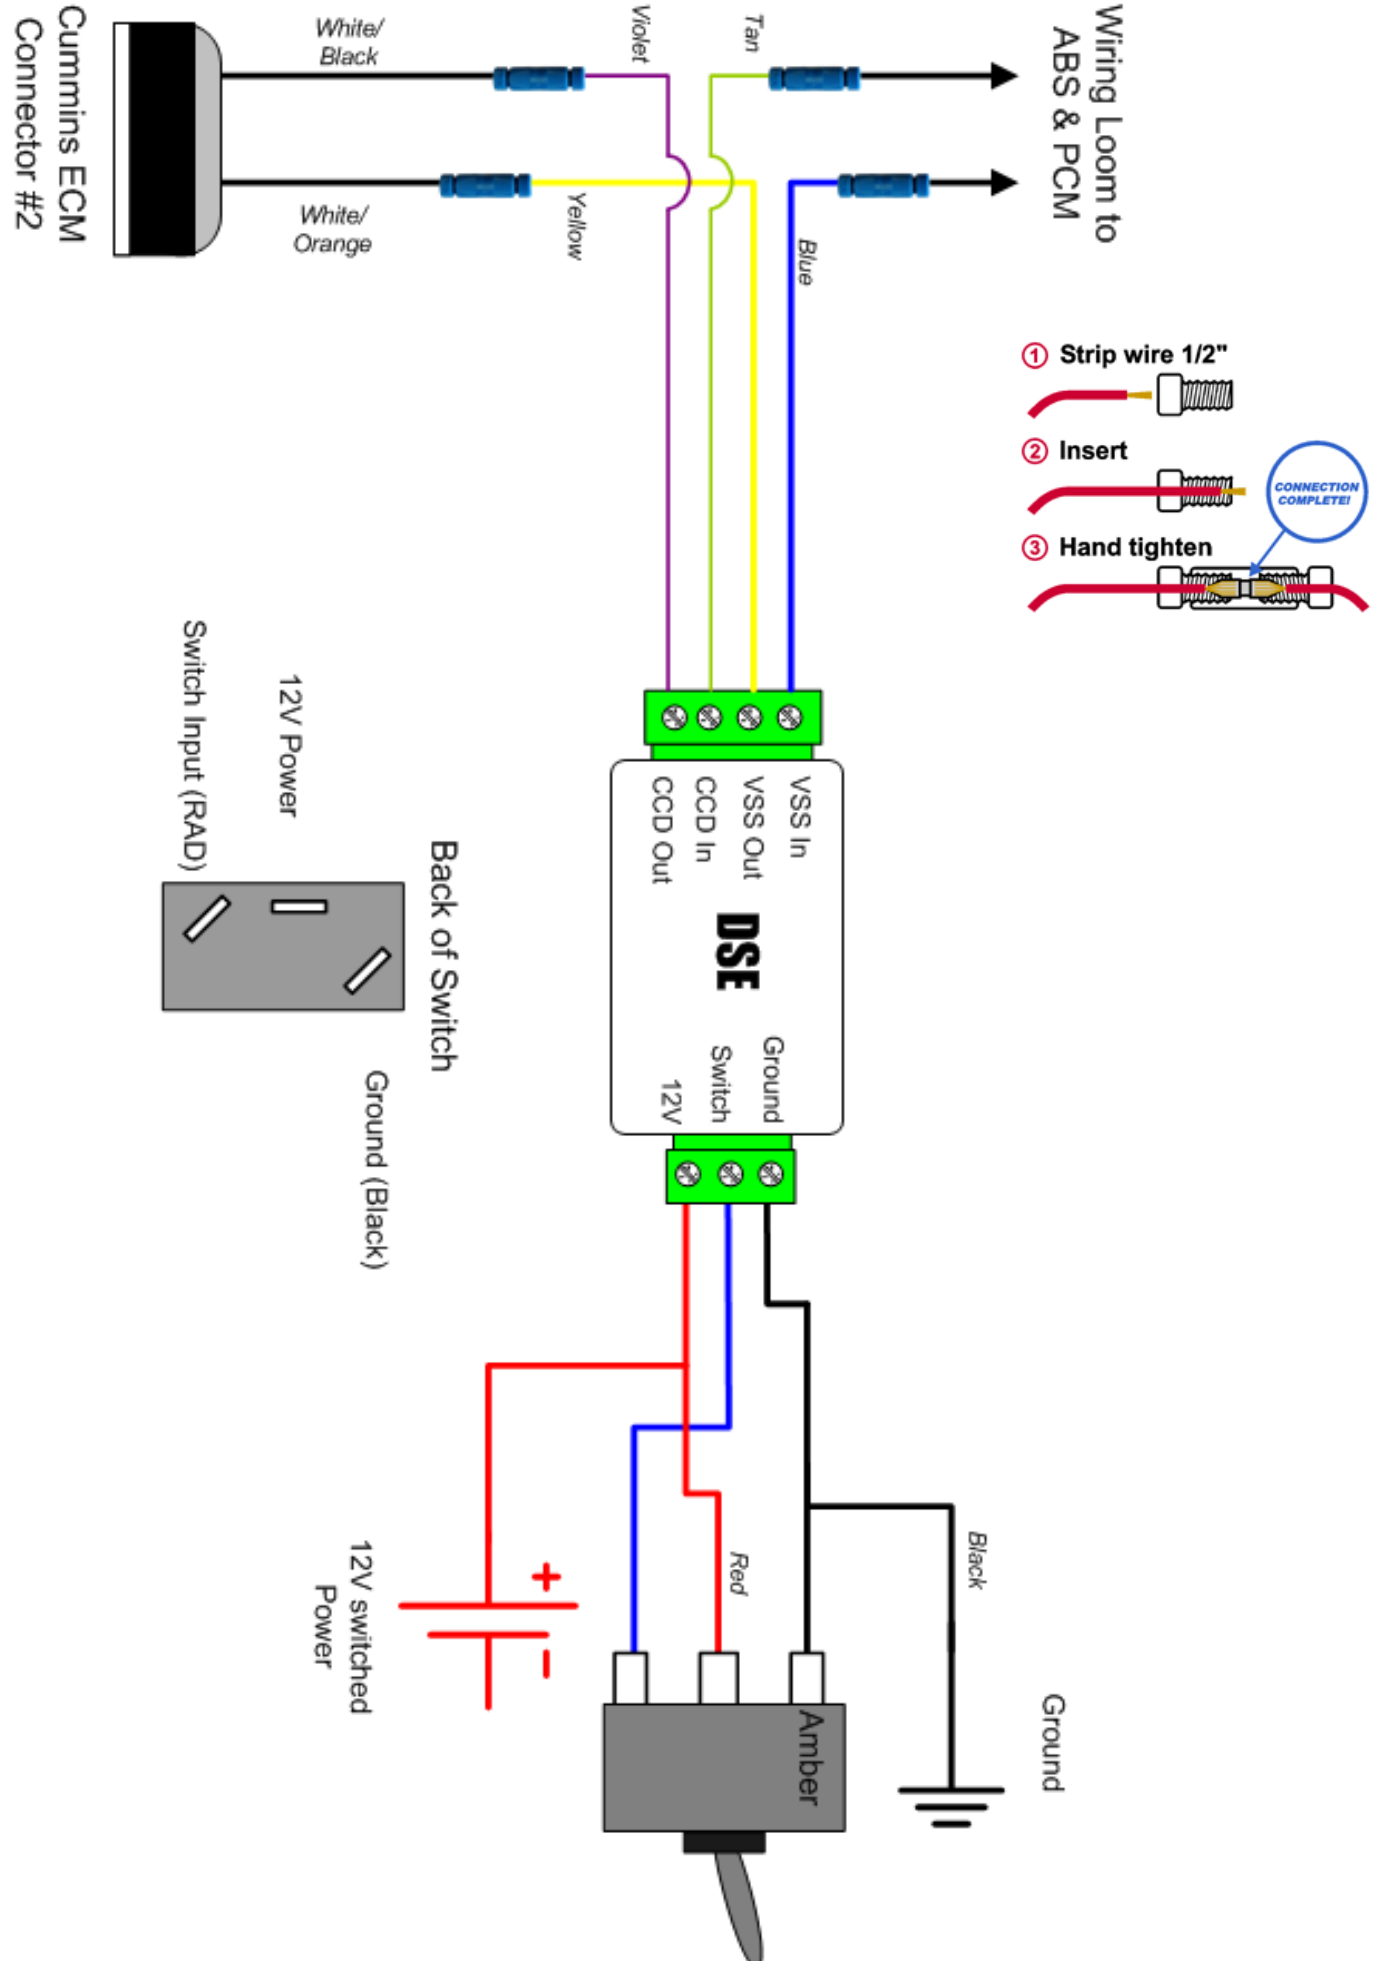 Cummins ECM
Connector #2
White/
Black
White/
Orange
Violet
Yellow
Tan
Blue
Wiring Loom to
ABS & PCM
1 Strip wire 1/2"
2 Insert
3 Hand tighten
CONNECTION
COMPLETE!
VSS In
VSS Out
CCD In
CCD Out
DSE
Ground
Switch
12V
Back of Switch
12V Power
Switch Input (RAD)
Ground (Black)
Red
Black
Ground
+
-
12V switched
Power
Amber